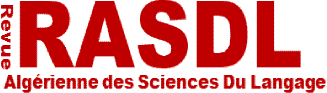 Revue
RASDL
Algérienne des Sciences Du Langage